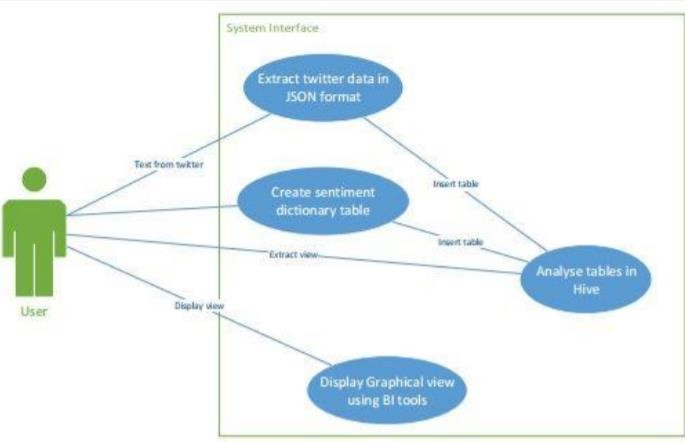 System Interface
Extract twitter data in
JSON format
Text from twitter
Insert table
Create sentiment
dictionary table
Insert table
Extract view
Analyse tables in
Hive
User
Display view
Display Graphical view
using BI tools